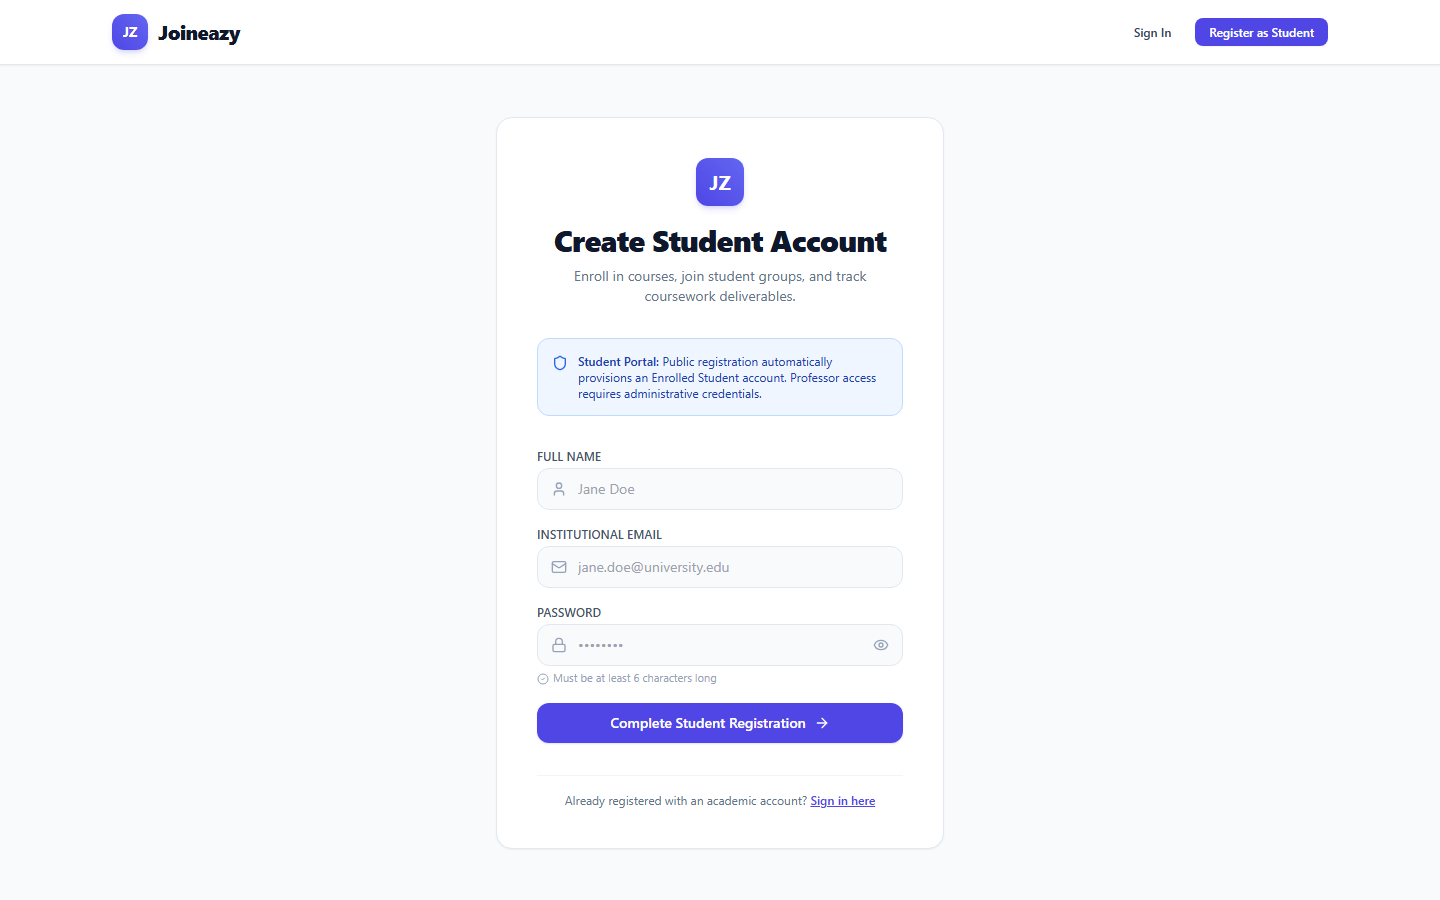 JZ Joineazy
Sign In
Register as Student
JZ
Create Student Account
Enroll in courses, join student groups, and track
coursework deliverables.
Student Portal: Public registration automatically
provisions an Enrolled Student account. Professor access
requires administrative credentials.
FULL NAME
Jane Doe
INSTITUTIONAL EMAIL
jane.doe@university.edu
PASSWORD
••••••••
Must be at least 6 characters long
Complete Student Registration →
Already registered with an academic account? Sign in here